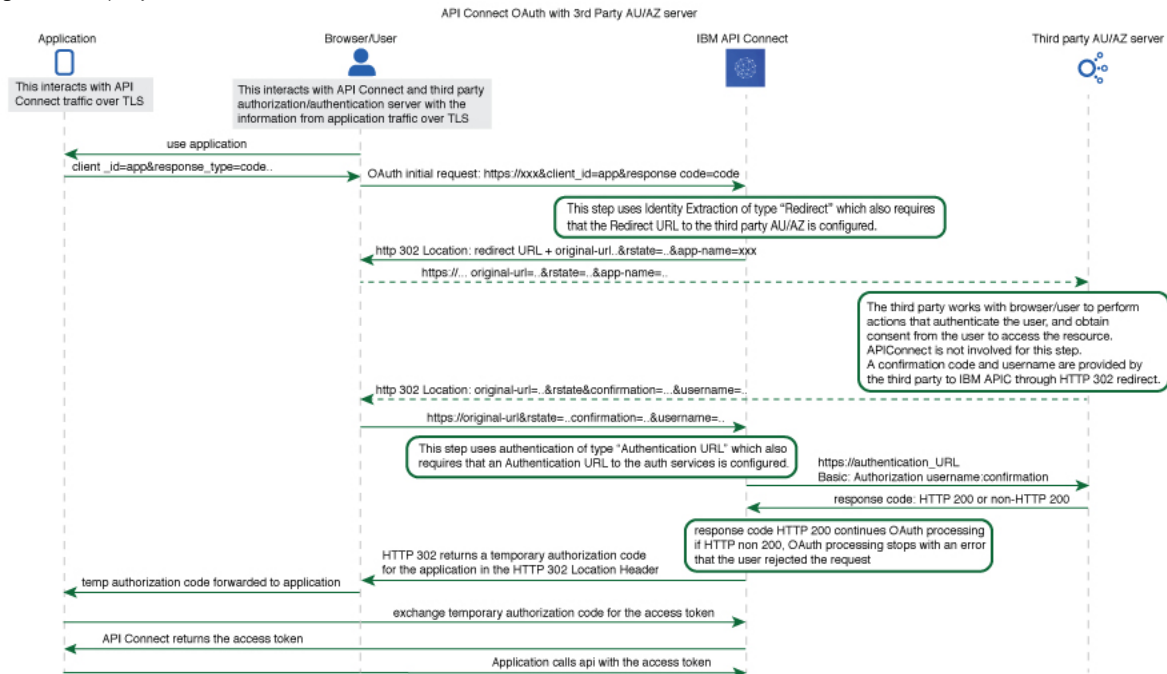 API Connect OAuth with 3rd Party AU/AZ server
Application
Browser/User
IBM API Connect
Third party AU/AZ server
This interacts with API
Connect traffic over TLS
This interacts with API Connect and third party
authorization/authentication server with the
information from application traffic over TLS
use application
client _id=app&response_type=code..
OAuth initial request: https://xxx&client_id=app&response code=code
This step uses Identity Extraction of type “Redirect” which also requires
that the Redirect URL to the third party AU/AZ is configured.
http 302 Location: redirect URL + original-url..&rstate=..&app-name=xxx
https://... original-url=..&rstate=..&app-name=..
The third party works with browser/user to perform
actions that authenticate the user, and obtain
consent from the user to access the resource.
APIConnect is not involved for this step.
A confirmation code and username are provided by
the third party to IBM APIC through HTTP 302 redirect.
http 302 Location: original-url=..&rstate&confirmation=...&username=..
https://original-url&rstate=..confirmation=..&username=..
This step uses authentication of type “Authentication URL” which also
requires that an Authentication URL to the auth services is configured.
https://authentication_URL
Basic: Authorization username:confirmation
response code: HTTP 200 or non-HTTP 200
response code HTTP 200 continues OAuth processing
if HTTP non 200, OAuth processing stops with an error
that the user rejected the request
HTTP 302 returns a temporary authorization code
for the application in the HTTP 302 Location Header
temp authorization code forwarded to application
exchange temporary authorization code for the access token
API Connect returns the access token
Application calls api with the access token